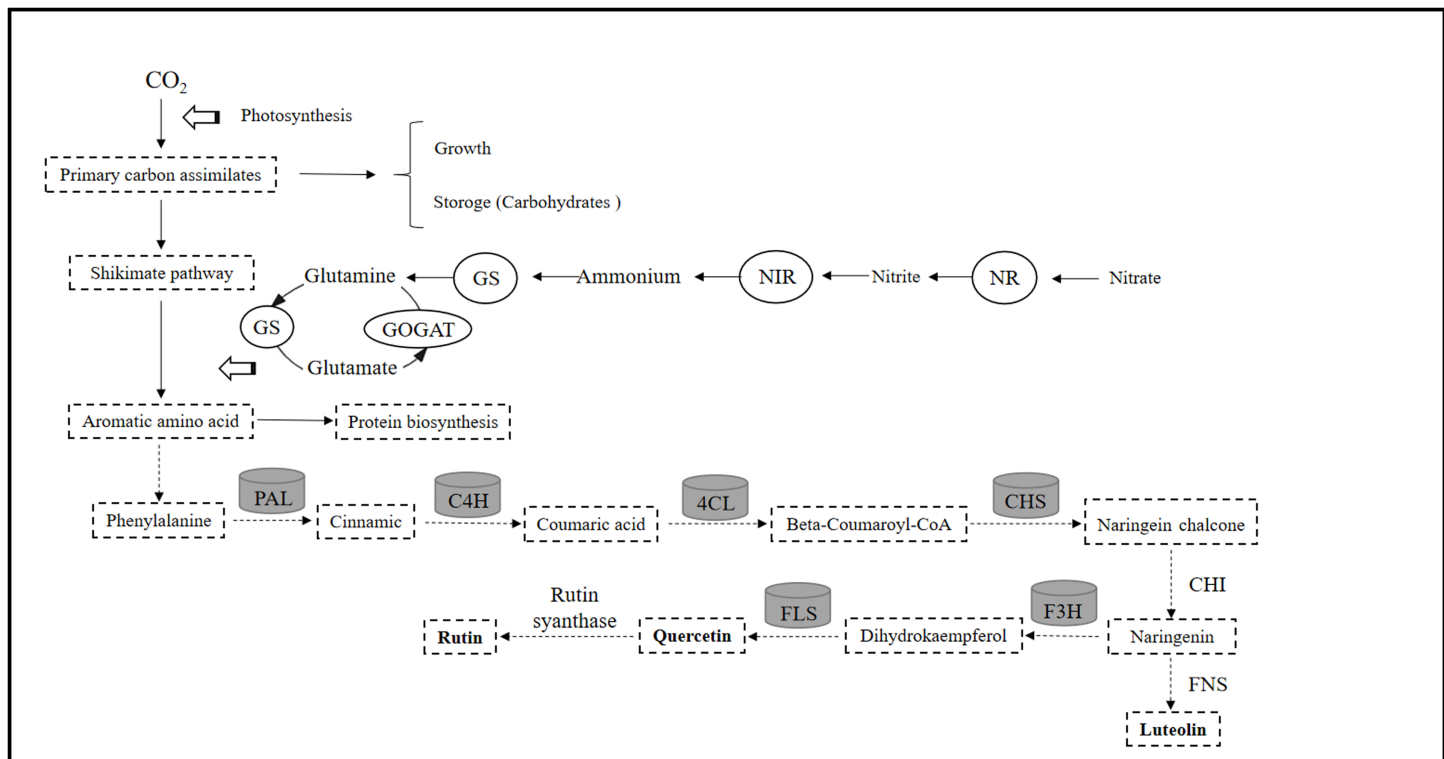 CO2
Photosynthesis
Growth
Primary carbon assimilates
Storoge (Carbohydrates )
Shikimate pathway
Glutamine
GS
Ammonium
NIR
Nitrite
NR
Nitrate
GS
GOGAT
Glutamate
Aromatic amino acid
Protein biosynthesis
PAL
C4H
4CL
CHS
Phenylalanine
Cinnamic
Coumaric acid
Beta-Coumaroyl-CoA
Naringein chalcone
CHI
Rutin
syanthase
FLS
F3H
Rutin
Quercetin
Dihydrokaempferol
Naringenin
FNS
Luteolin